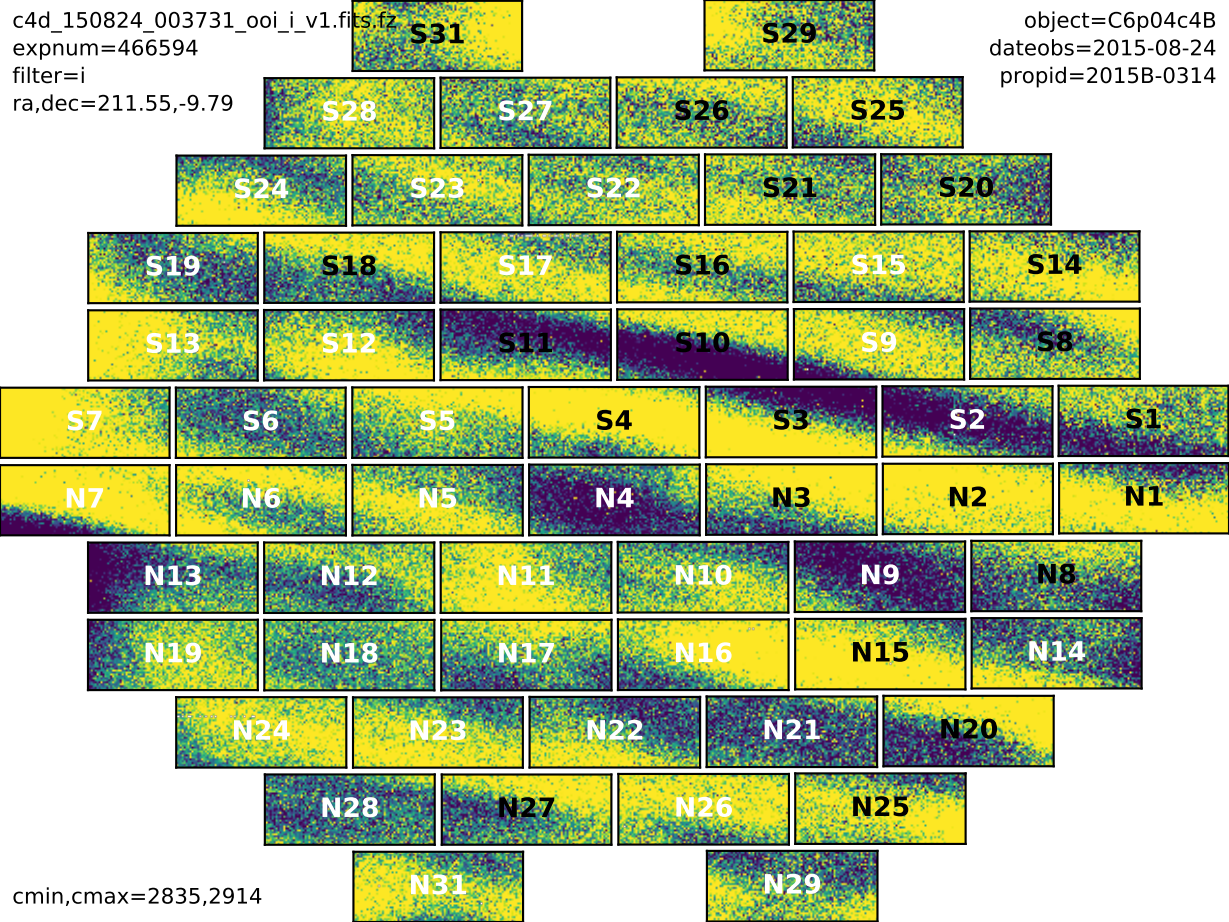 c4d_150824_003731_ooi_i_v1.fits.fz
expnum=466594
filter=i
ra,dec=211.55,-9.79
object=C6p04c4B
dateobs=2015-08-24
propid=2015B-0314
S31 S29
S28 S27 S26 S25
S24 S23 S22 S21 S20
S19 S18 S17 S16 S15 S14
S13 S12 S11 S10 S9 S8
S7 S6 S5 S4 S3 S2 S1
N7 N6 N5 N4 N3 N2 N1
N13 N12 N11 N10 N9 N8
N19 N18 N17 N16 N15 N14
N24 N23 N22 N21 N20
N28 N27 N26 N25
N31 N29
cmin,cmax=2835,2914